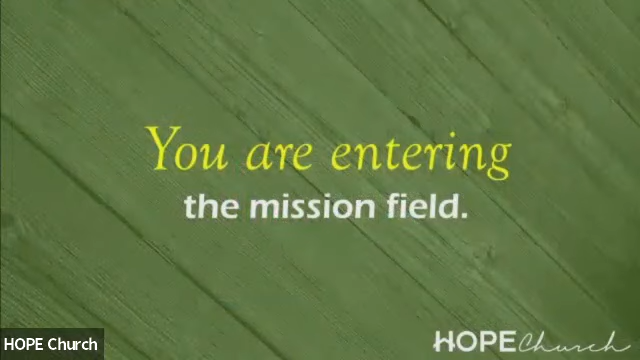 You are entering
the mission field.
HOPE Church
HOPE Church